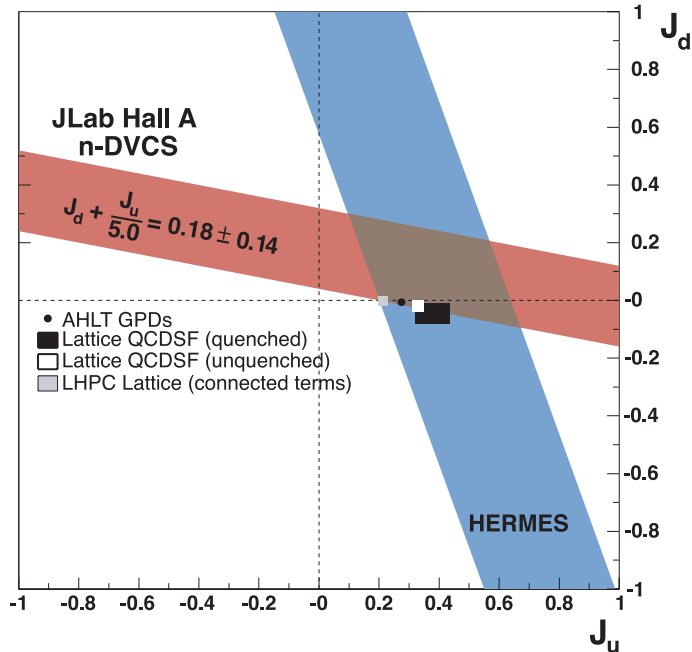 1
J_d
0.8
0.6
0.4
0.2
-0
-0.2
-0.4
-0.6
-0.8
-1
JLab Hall A
n-DVCS
J_d + J_u/5.0 = 0.18 ± 0.14
AHLT GPDs
Lattice QCDSF (quenched)
Lattice QCDSF (unquenched)
LHPC Lattice (connected terms)
HERMES
-1 -0.8 -0.6 -0.4 -0.2 -0 0.2 0.4 0.6 0.8 1
J_u